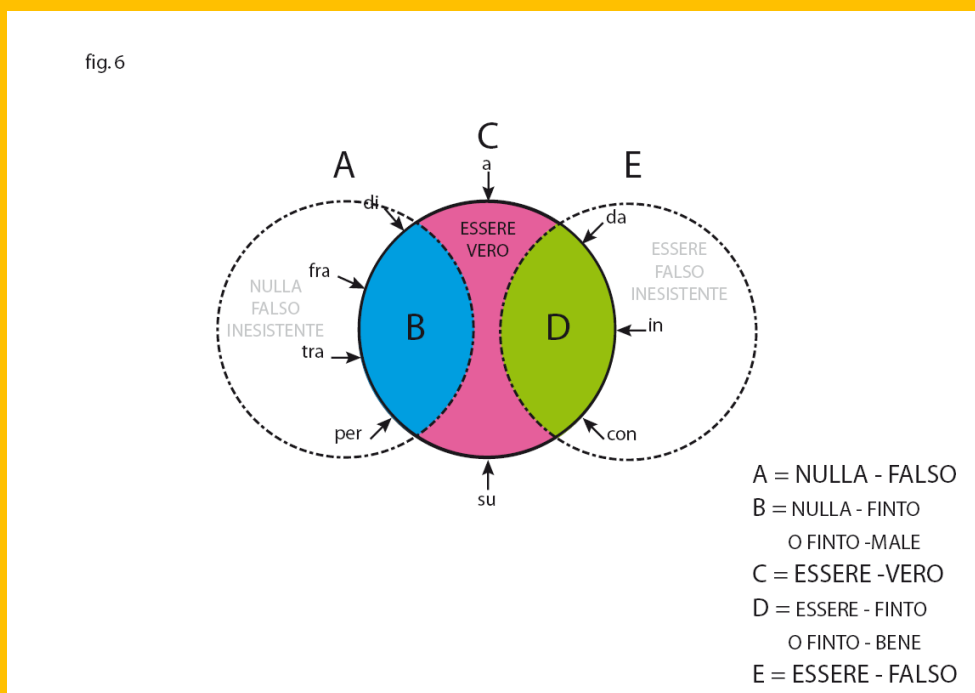 fig. 6
C
A
E
a
di
da
ESSERE
VERO
ESSERE
FALSO
INESISTENTE
fra
NULLA
FALSO
INESISTENTE
B
D
in
tra
per
con
su
A = NULLA - FALSO
B = NULLA - FINTO
O FINTO -MALE
C = ESSERE -VERO
D = ESSERE - FINTO
O FINTO - BENE
E = ESSERE - FALSO